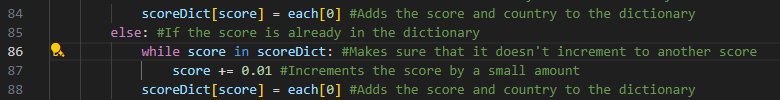 84 scoreDict[score] = each[0] #Adds the score and country to the dictionary
85 else: #If the score is already in the dictionary
86 while score in scoreDict: #Makes sure that it doesn't increment to another score
87 score += 0.01 #Increments the score by a small amount
88 scoreDict[score] = each[0] #Adds the score and country to the dictionary